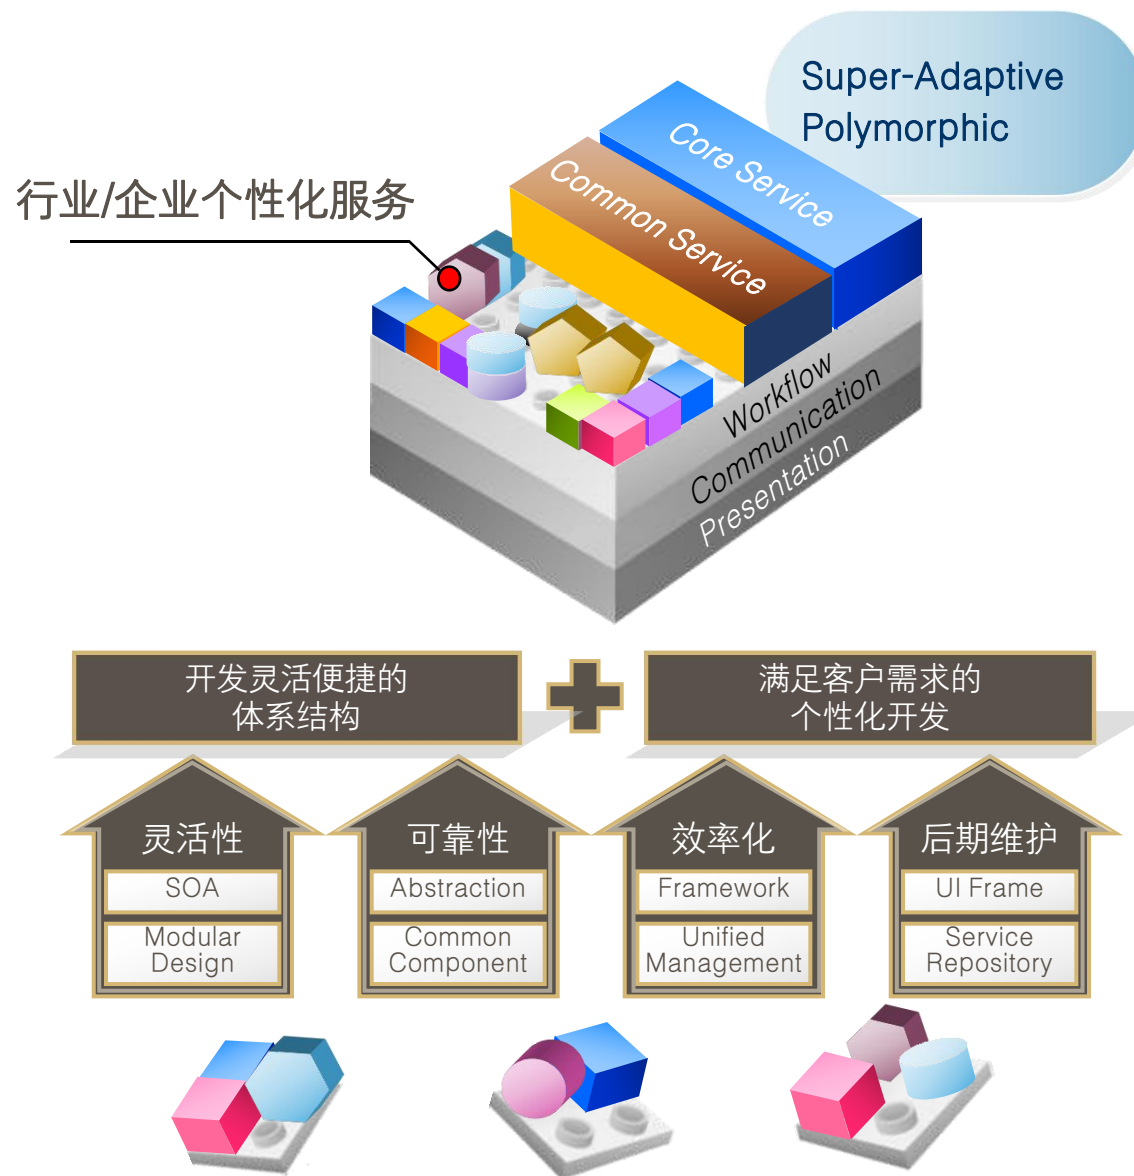 Super-Adaptive
Polymorphic
Core Service
Common Service
行业/企业个性化服务
Workflow
Communication
Presentation
开发灵活便捷的
体系结构
满足客户需求的
个性化开发
灵活性
SOA
Modular
Design
可靠性
Abstraction
Common
Component
效率化
Framework
Unified
Management
后期维护
UI Frame
Service
Repository